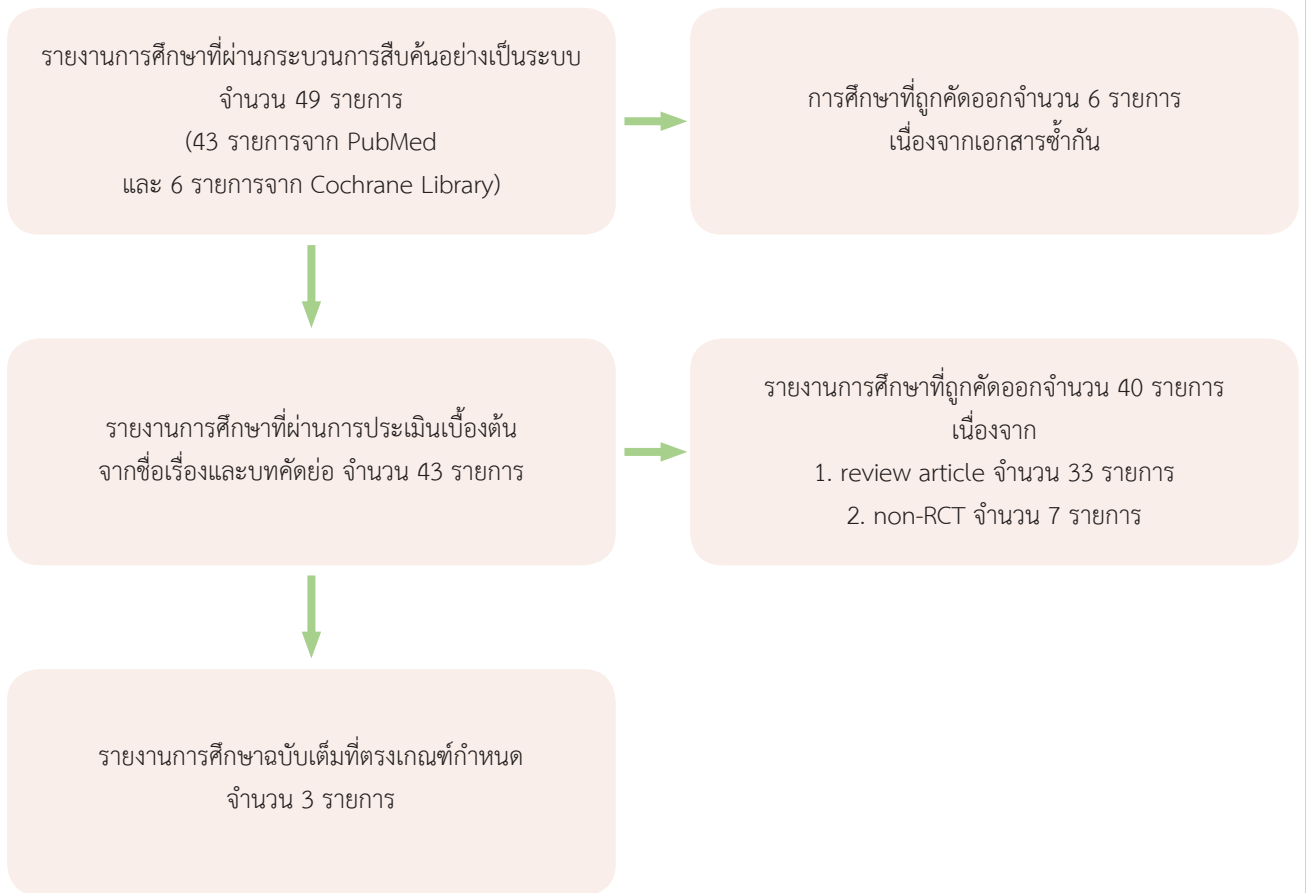 รายงานการศึกษาที่ผ่านกระบวนการสืบค้นอย่างเป็นระบบ
จำนวน 49 รายการ
(43 รายการจาก PubMed
และ 6 รายการจาก Cochrane Library)
การศึกษาที่ถูกคัดออกจำนวน 6 รายการ
เนื่องจากเอกสารซ้ำกัน
รายงานการศึกษาที่ผ่านการประเมินเบื้องต้น
จากชื่อเรื่องและบทคัดย่อ จำนวน 43 รายการ
รายงานการศึกษาที่ถูกคัดออกจำนวน 40 รายการ
เนื่องจาก
1. review article จำนวน 33 รายการ
2. non-RCT จำนวน 7 รายการ
รายงานการศึกษาฉบับเต็มที่ตรงเกณฑ์กำหนด
จำนวน 3 รายการ